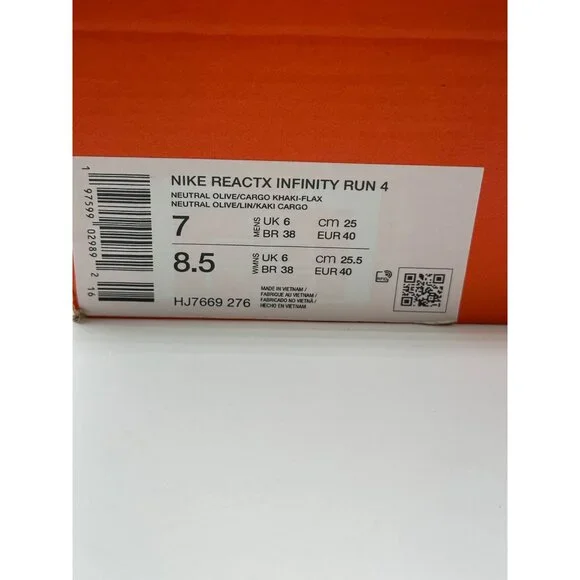 NIKE REACTX INFINITY RUN 4
NEUTRAL OLIVE/CARGO KHAKI-FLAX
NEUTRAL OLIVE/LIN/KAKI CARGO
7 MENS UK 6 cm 25
BR 38 EUR 40
8.5 WMNS UK 6 cm 25.5
BR 38 EUR 40
HJ7669 276
MADE IN VIETNAM /
FABRIQUE AU VIETNAM /
FABRICADO NO VIETNÃ /
HECHO EN VIETNAM
1 97599 02989 2 16